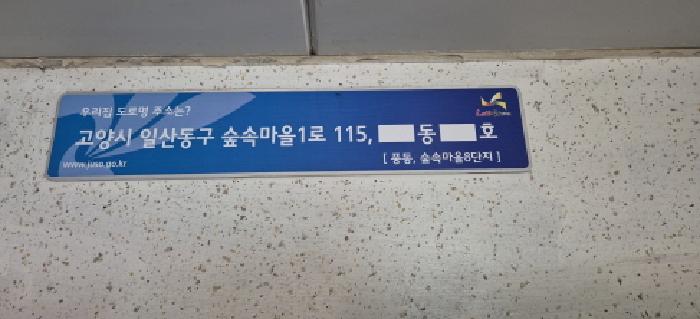 우리집 도로명 주소는?
고양시 일산동구 숲속마을1로 115, 동 호
[ 풍동, 숲속마을8단지 ]
www.juso.go.kr